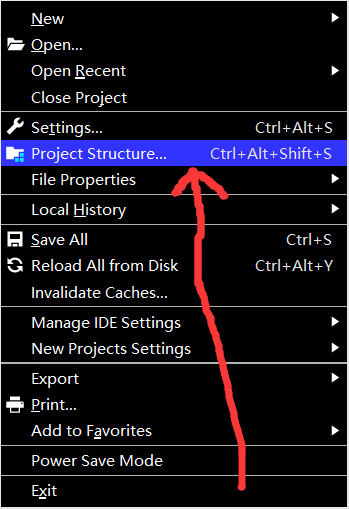 New
Open...
Open Recent
Close Project
Settings... Ctrl+Alt+S
Project Structure... Ctrl+Alt+Shift+S
File Properties
Local History
Save All Ctrl+S
Reload All from Disk Ctrl+Alt+Y
Invalidate Caches...
Manage IDE Settings
New Projects Settings
Export
Print...
Add to Favorites
Power Save Mode
Exit